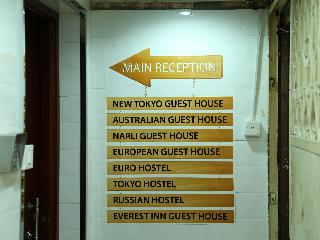 MAIN RECEPTION
NEW TOKYO GUEST HOUSE
AUSTRALIAN GUEST HOUSE
NARLI GUEST HOUSE
EUROPEAN GUEST HOUSE
EURO HOSTEL
TOKYO HOSTEL
RUSSIAN HOSTEL
EVEREST INN GUEST HOUSE